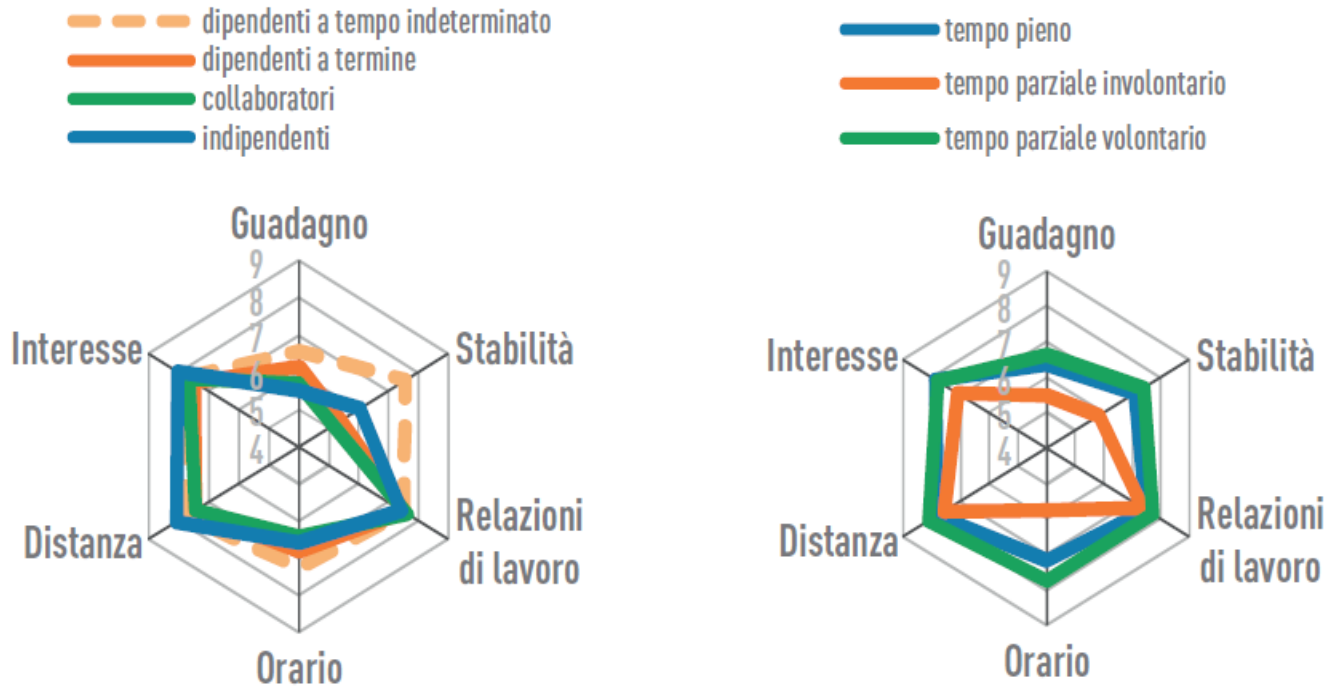 dipendenti a tempo indeterminato
dipendenti a termine
collaboratori
indipendenti
Guadagno
9
8
7
6
5
4
Interesse
Stabilità
Distanza
Relazioni
di lavoro
Orario
tempo pieno
tempo parziale involontario
tempo parziale volontario
Guadagno
9
8
7
6
5
4
Interesse
Stabilità
Distanza
Relazioni
di lavoro
Orario